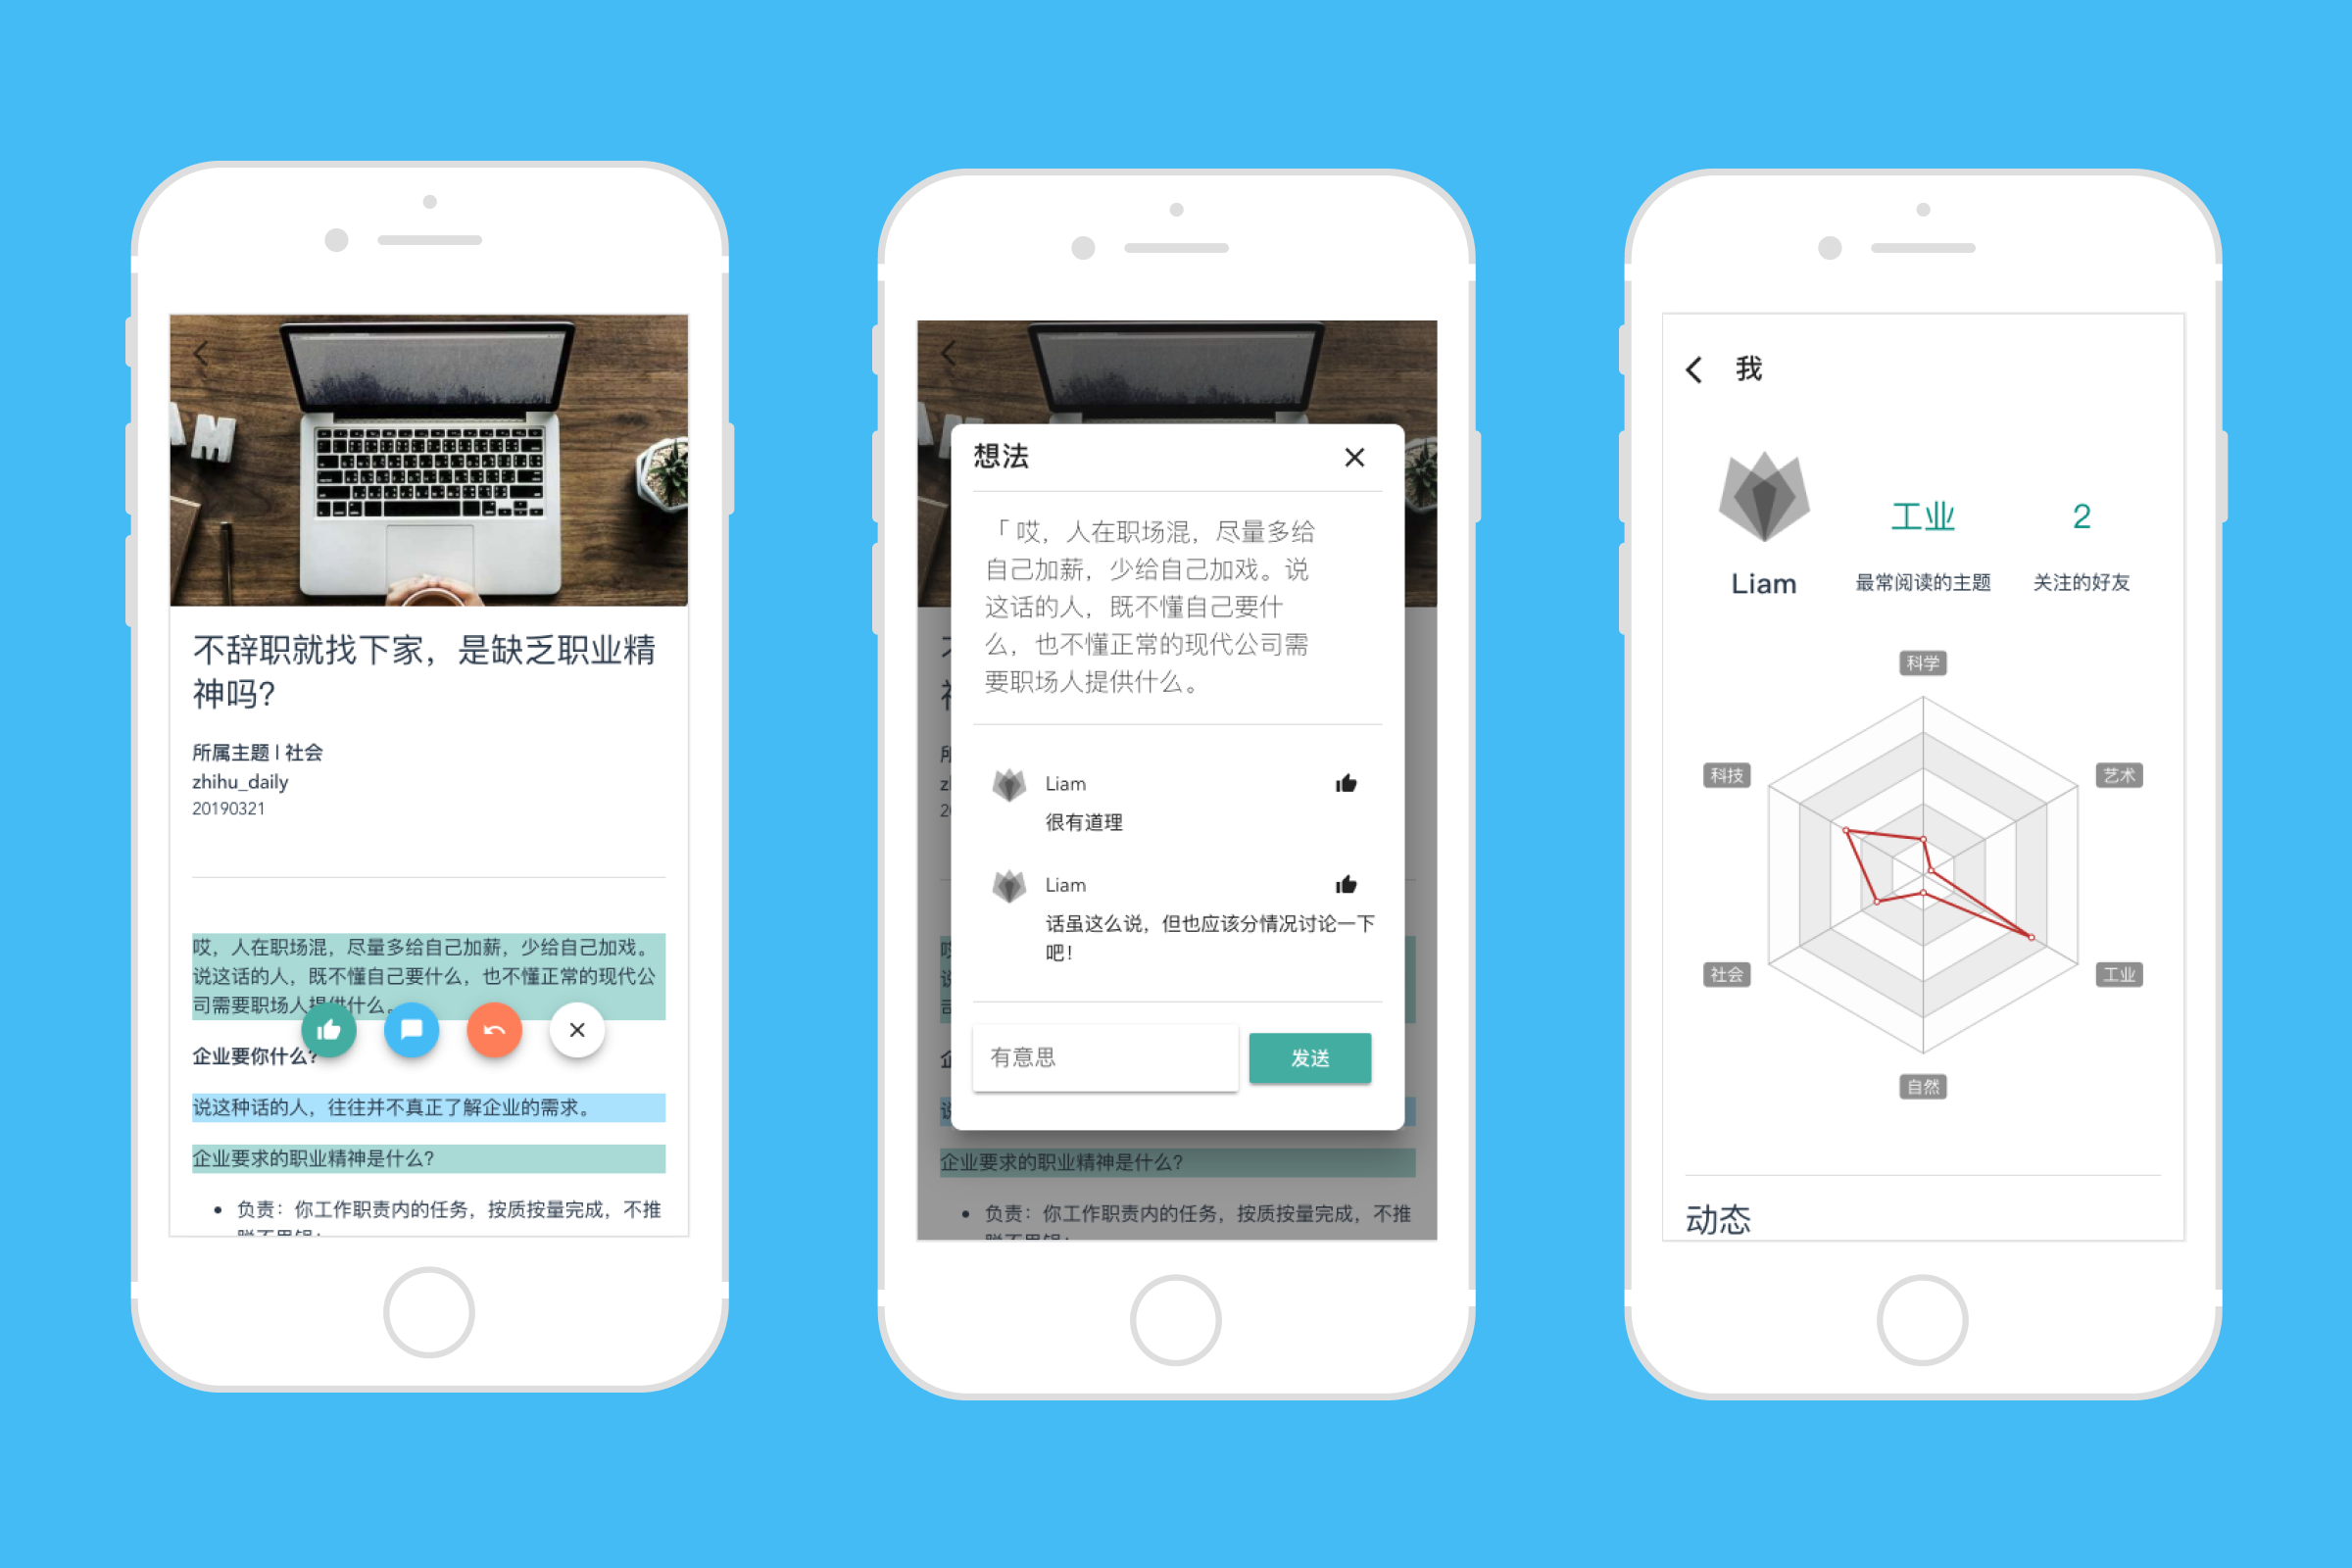 不辞职就找下家，是缺乏职业精
神吗？
所属主题 | 社会
zhihu_daily
20190321
哎，人在职场混，尽量多给自己加薪，少给自己加戏。
说这话的人，既不懂自己要什么，也不懂正常的现代公
司需要职场人提供什么。
企业要你什么？
说这种话的人，往往并不真正了解企业的需求。
企业要求的职业精神是什么？
• 负责：你工作职责内的任务，按质按量完成，不推
想法
「 哎，人在职场混，尽量多给
自己加薪，少给自己加戏。说
这话的人，既不懂自己要什
么，也不懂正常的现代公司需
要职场人提供什么。
Liam
很有道理
Liam
话虽这么说，但也应该分情况讨论一下
吧！
有意思
发送
企业要求的职业精神是什么？
• 负责：你工作职责内的任务，按质按量完成，不推
我
工业
2
Liam
最常阅读的主题
关注的好友
科学
科技
艺术
社会
工业
自然
动态